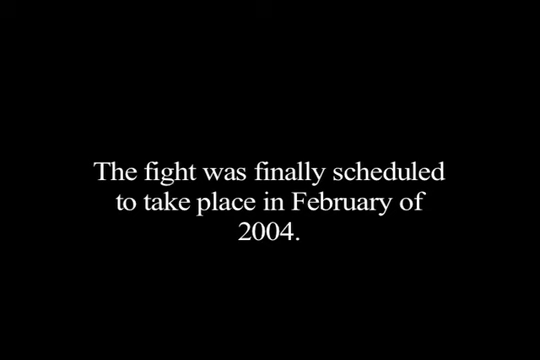 The fight was finally scheduled
to take place in February of
2004.